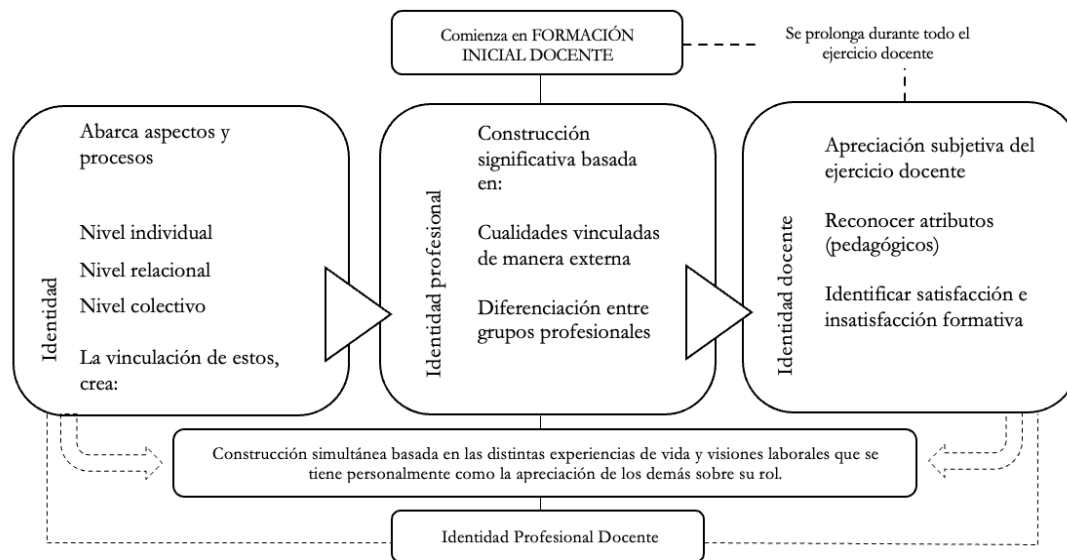 Comienza en FORMACIÓN
INICIAL DOCENTE
Se prolonga durante todo el
ejercicio docente
Identidad
Abarca aspectos y
procesos
Nivel individual
Nivel relacional
Nivel colectivo
La vinculación de estos,
crea:
Identidad profesional
Construcción
significativa basada
en:
Cualidades vinculadas
de manera externa
Diferenciación entre
grupos profesionales
Identidad docente
Apreciación subjetiva del
ejercicio docente
Reconocer atributos
(pedagógicos)
Identificar satisfacción e
insatisfacción formativa
Construcción simultánea basada en las distintas experiencias de vida y visiones laborales que se
tiene personalmente como la apreciación de los demás sobre su rol.
Identidad Profesional Docente